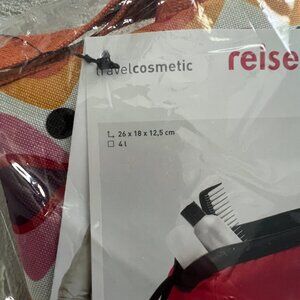 travelcosmetic
reise
26 x 18 x 12,5 cm
4 l